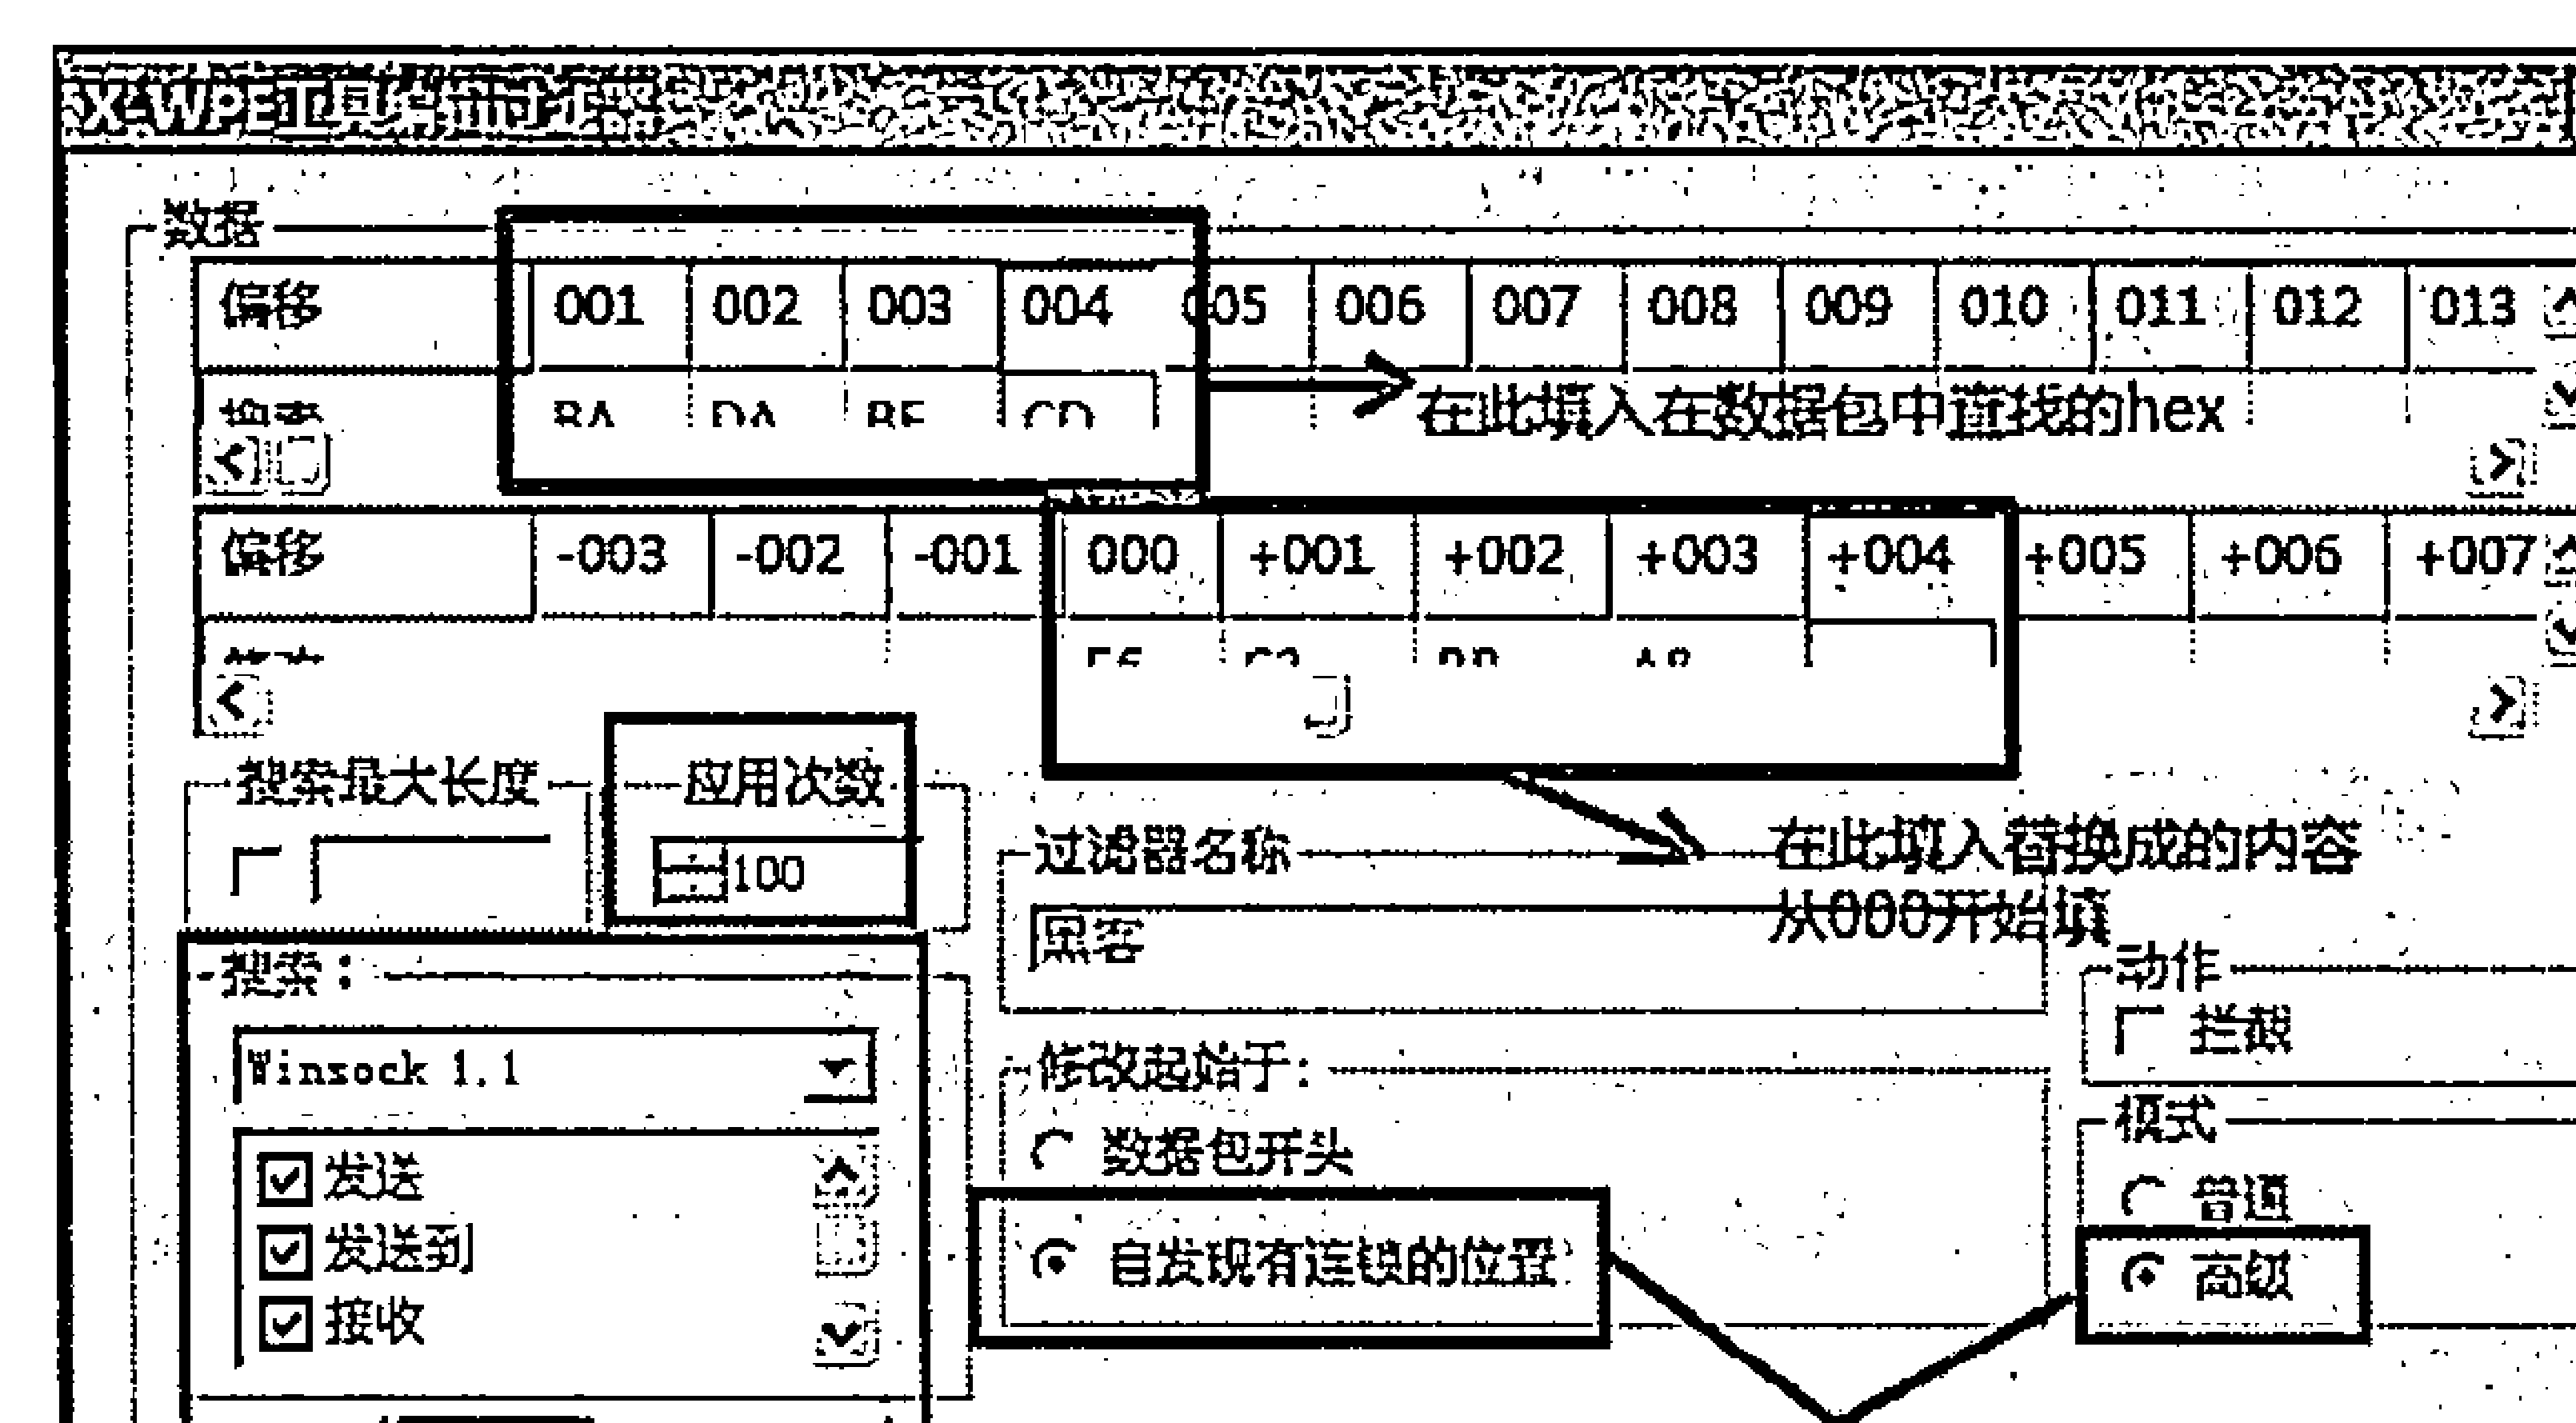 数据
偏移 001 002 003 004 005 006 007 008 009 010 011 012 013
BA DA BE CD
在此填入在数据包中查找的hex
偏移 -003 -002 -001 000 +001 +002 +003 +004 +005 +006 +007
搜索最大长度
应用次数
100
过滤器名称
黑客
在此填入替换成的内容
从000开始填
搜索：
Winsock 1.1
发送
发送到
接收
修改起始于:
数据包开头
自发现有连锁的位置
动作
拦截
模式
普通
高级